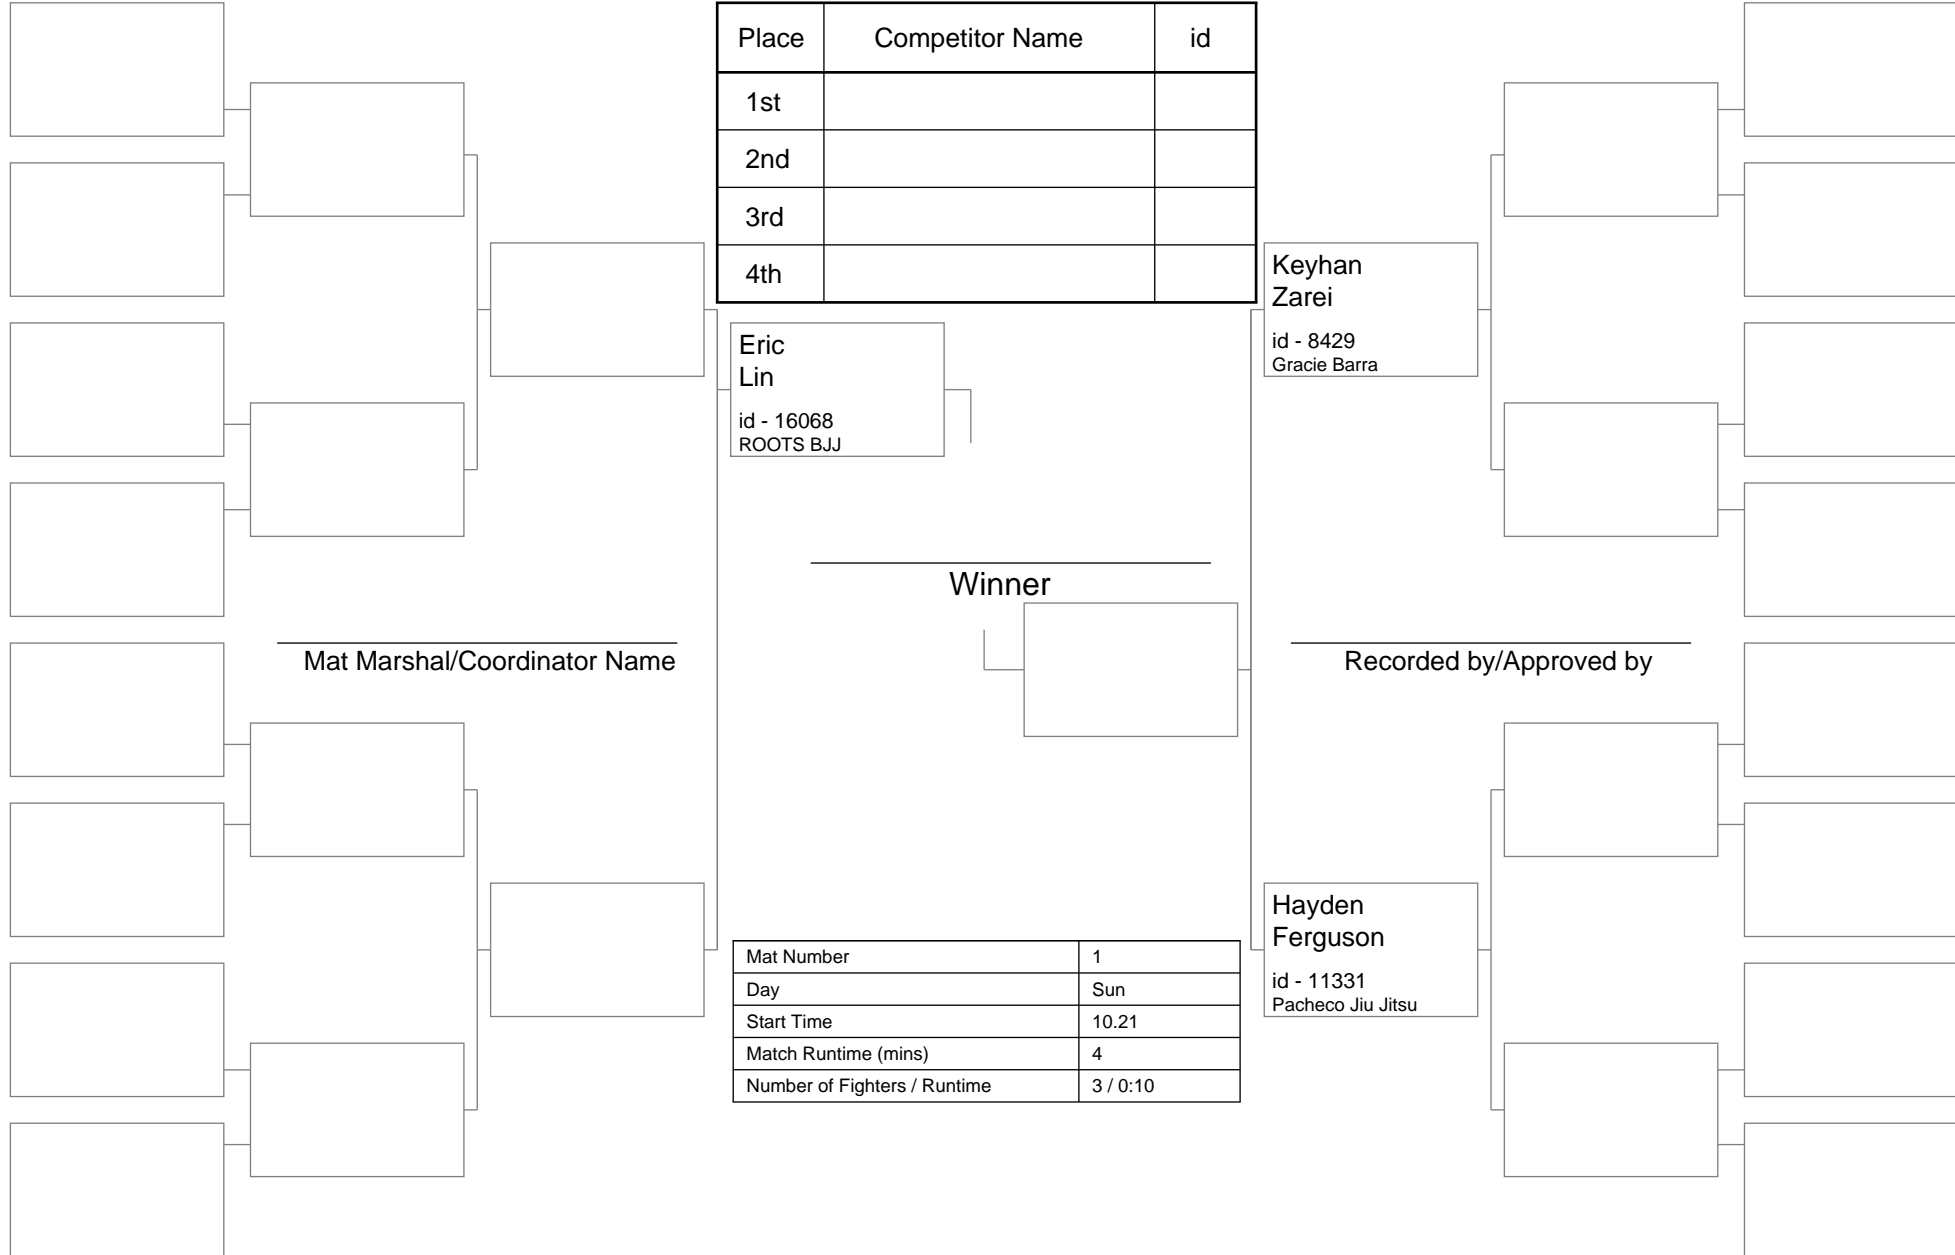 Place Competitor Name id
1st
2nd
3rd
4th
Keyhan
Zarei
id - 8429
Gracie Barra
Eric
Lin
id - 16068
ROOTS BJJ
Winner
Mat Marshal/Coordinator Name
Recorded by/Approved by
Hayden
Ferguson
id - 11331
Pacheco Jiu Jitsu
Mat Number 1
Day Sun
Start Time 10.21
Match Runtime (mins) 4
Number of Fighters / Runtime 3 / 0:10